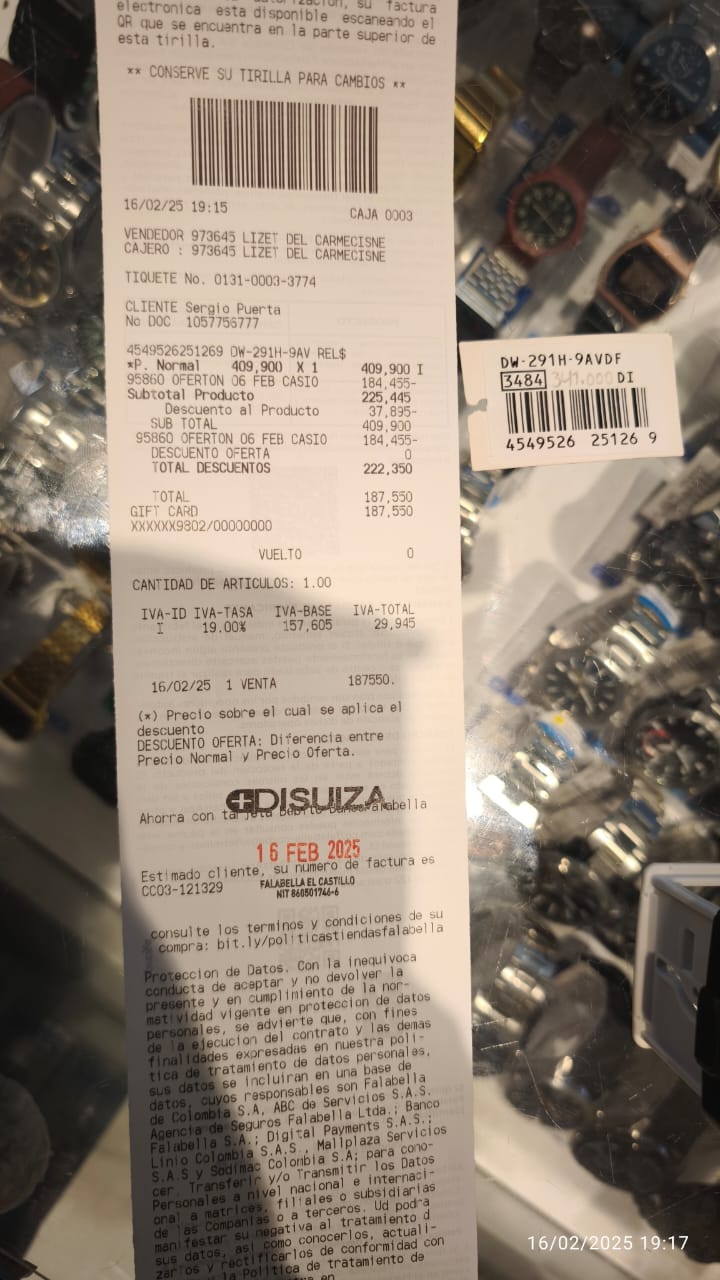 electronica esta disponible escaneando el
QR que se encuentra en la parte superior de
esta tirilla.
** CONSERVE SU TIRILLA PARA CAMBIOS **
16/02/25 19:15 CAJA 0003
VENDEDOR 973645 LIZET DEL CARMECISNE
CAJERO : 973645 LIZET DEL CARMECISNE
TIQUETE No. 0131-0003-3774
CLIENTE Sergio Puerta
No DOC 1057756777
4549526251269 DW-291H-9AV REL$
*P. Normal 409,900 X 1 409,900 I
95860 OFERTON 06 FEB CASIO 184,455-
Subtotal Producto 225,445
Descuento al Producto 37,895-
SUB TOTAL 409,900
95860 OFERTON 06 FEB CASIO 184,455-
DESCUENTO OFERTA 0
TOTAL DESCUENTOS 222,350
TOTAL 187,550
GIFT CARD 187,550
XXXXXX9802/00000000
VUELTO 0
CANTIDAD DE ARTICULOS: 1.00
IVA-ID IVA-TASA IVA-BASE IVA-TOTAL
I 19.00% 157,605 29,945
16/02/25 1 VENTA 187550.
(*) Precio sobre el cual se aplica el
descuento
DESCUENTO OFERTA: Diferencia entre
Precio Normal y Precio Oferta.
DISUIZA
Ahorra con tarjeta Debito BancoFalabella
16 FEB 2025
Estimado cliente, su numero de factura es
CC03-121329
FALABELLA EL CASTILLO
NIT 860501746-6
consulte los terminos y condiciones de su
compra: bit.ly/politicastiendasfalabella
Proteccion de Datos. Con la inequivoca
conducta de aceptar y no devolver la
presente y en cumplimiento de la nor-
matividad vigente en proteccion de datos
personales, se advierte que, con fines
de la ejecucion del contrato y las demas
finalidades expresadas en nuestra poli-
tica de tratamiento de datos personales,
sus datos se incluiran en una base de
datos, cuyos responsables son Falabella
de Colombia S.A, ABC de Servicios S.A.S.
Agencia de Seguros Falabella Ltda.; Banco
Falabella S.A.; Digital Payments S.A.S.;
Linio Colombia S.A.S., Mallplaza Servicios
S.A.S y Sodimac Colombia S.A; para cono-
cer, Transferir y/o Transmitir los Datos
Personales a nivel nacional e internaci-
onal a matrices, filiales o subsidiarias
de las Companias o a terceros. Ud podra
manifestar su negativa al tratamiento d
sus datos, asi como conocerlos, actuali-
zarlos y rectificarlos de conformidad con
la Politica de tratamiento de
DW-291H-9AVDF
3484 341.000 DI
4549526 25126 9
16/02/2025 19:17